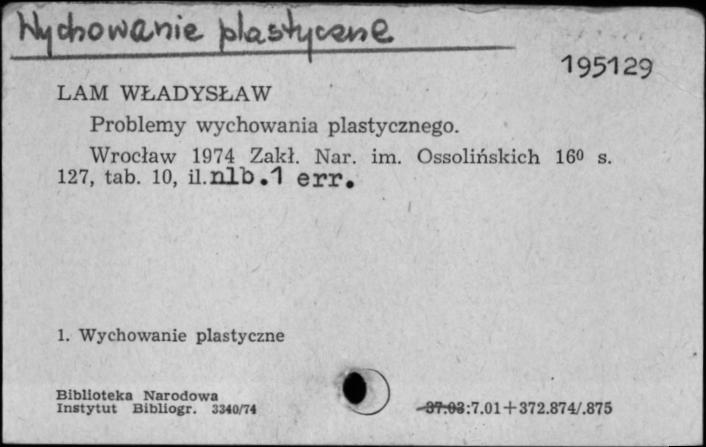 Wychowanie plastyczne
195129
LAM WŁADYSŁAW
Problemy wychowania plastycznego.
Wrocław 1974 Zakł. Nar. im. Ossolińskich 16⁰ s.
127, tab. 10, il. nlb. 1 err.
1. Wychowanie plastyczne
Biblioteka Narodowa
Instytut Bibliogr. 3340/74
37.03:7.01+372.874/.875